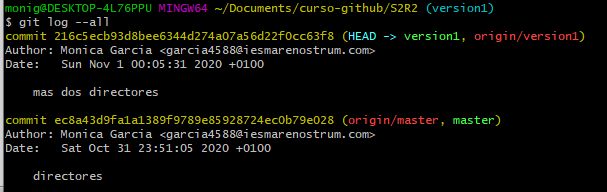 monig@DESKTOP-4L76PPU MINGW64 ~/Documents/curso-github/S2R2 (version1)
$ git log --all
commit 216c5ecb93d8bee6344d274a07a56d22f0cc63f8 (HEAD -> version1, origin/version1)
Author: Monica Garcia <garcia4588@iesmarenostrum.com>
Date:   Sun Nov 1 00:05:31 2020 +0100

    mas dos directores

commit ec8a43d9fa1a1389f9789e85928724ec0b79e028 (origin/master, master)
Author: Monica Garcia <garcia4588@iesmarenostrum.com>
Date:   Sat Oct 31 23:51:05 2020 +0100

    directores